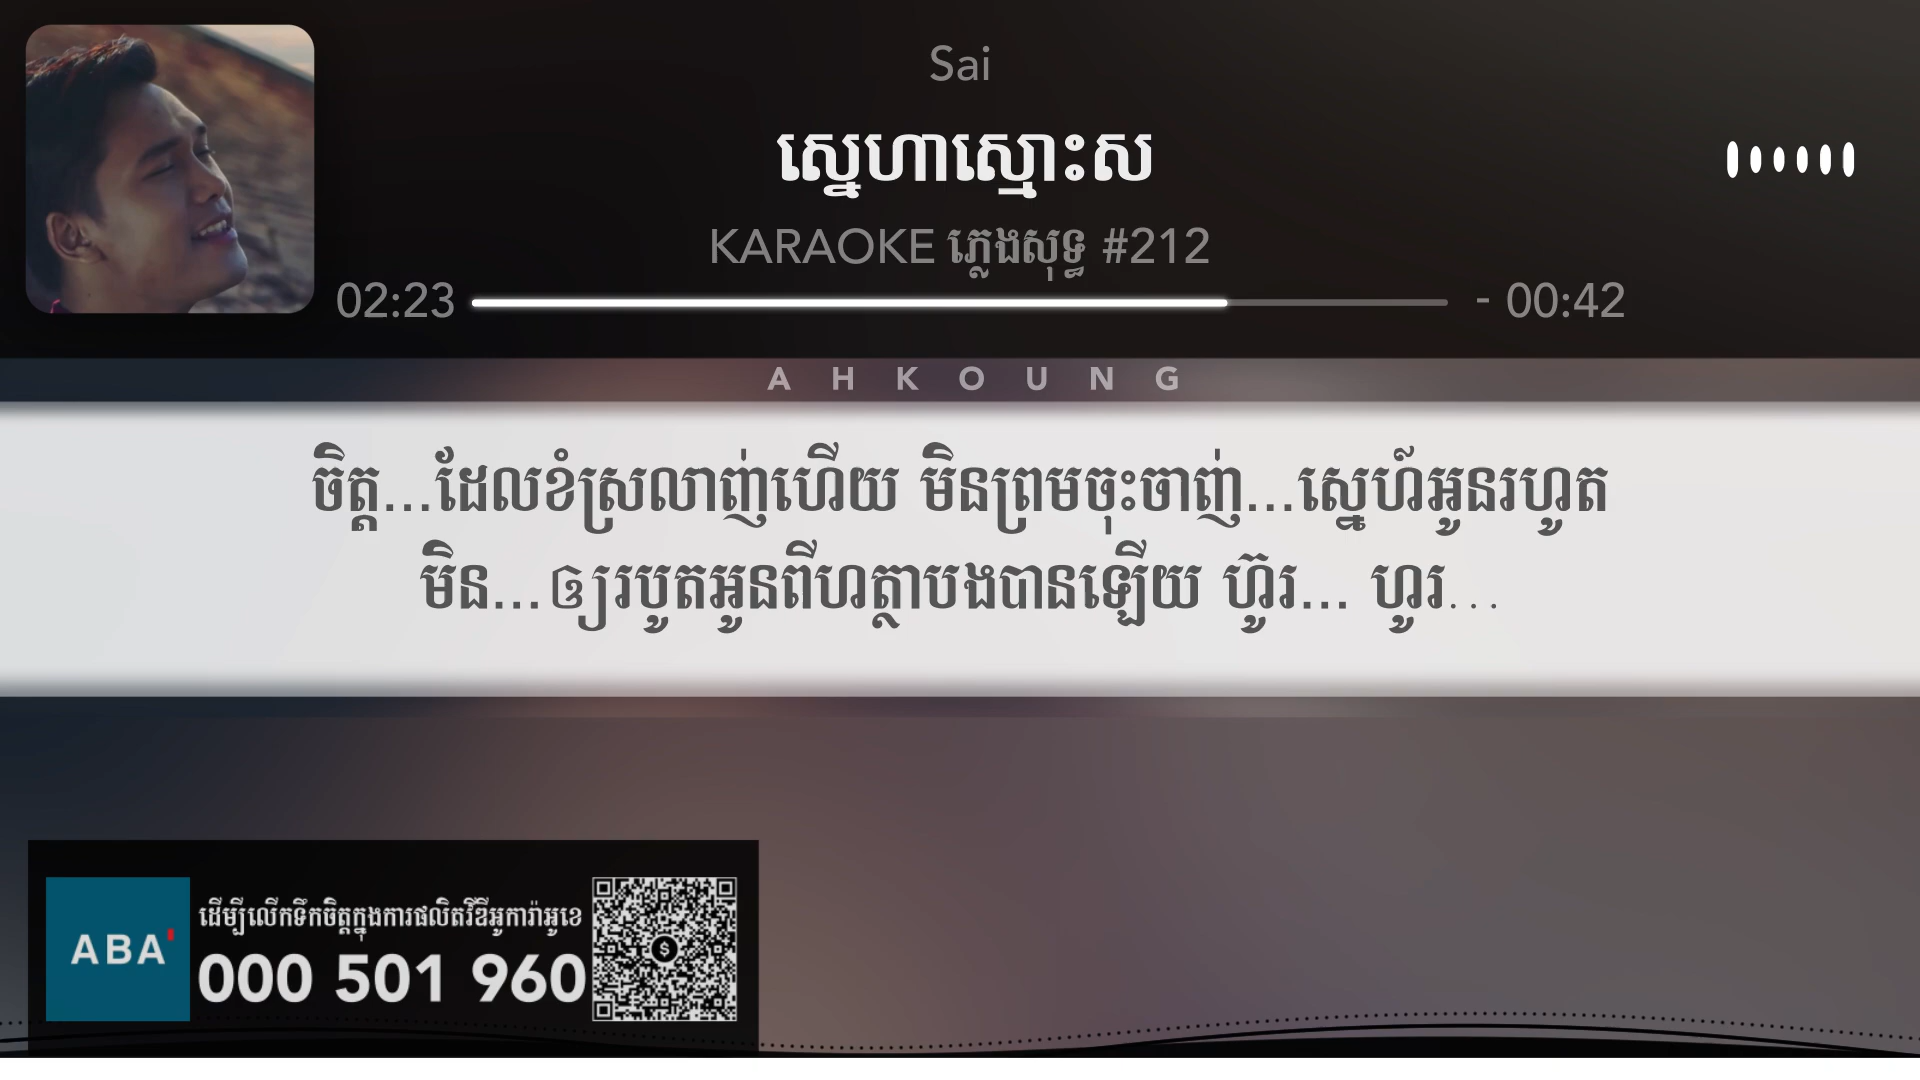 Sai
ស្នេហាស្មោះស
KARAOKE ភ្លេងសុទ្ធ #212
02:23
- 00:42
AHKOUNG
ចិត្ត...ដែលខំស្រលាញ់ហើយ មិនព្រមចុះចាញ់...ស្នេហ៍អូនរហូត
មិន...ឲ្យរបូតអូនពីហត្ថាបងបានឡើយ ហ៊ូរ... ហូរ...
ABA'
ដើម្បីលើកទឹកចិត្តក្នុងការផលិតវីឌីអូការ៉ាអូខេ
000 501 960